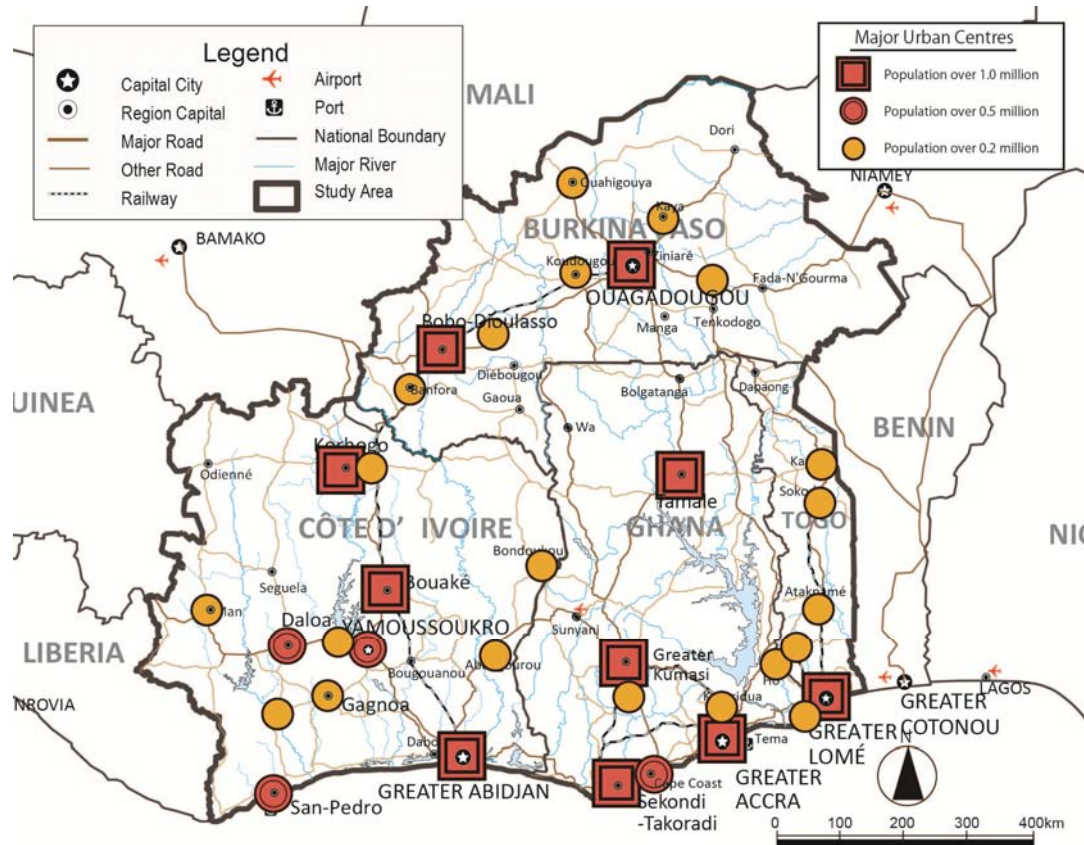 Legend
Capital City
Region Capital
Major Road
Other Road
Railway
Airport
Port
National Boundary
Major River
Study Area
Major Urban Centres
Population over 1.0 million
Population over 0.5 million
Population over 0.2 million
MALI
Dori
NIAMEY
Ouahigouya
Kaya
BAMAKO
BURKINA FASO
Ziniaré
Koudougou
Fada-N'Gourma
OUAGADOUGOU
Bobo-Dioulasso
Manga
Tenkodogo
Diébougou
Banfora
Bolgatanga
Dapaong
UINEA
Gaoua
BENIN
Wa
Korhogo
Odienné
Ka
Soko
Tamale
CÔTE D' IVOIRE
GHANA
TOGO
NIC
Bondoukou
Seguela
Bouaké
Man
Atakpamé
Sunyani
Daloa
YAMOUSSOUKRO
LIBERIA
Greater
Kumasi
Bougouanou
Ho
Gagnoa
LAGOS
GREATER
COTONOU
NROVIA
GREATER
LOMÉ
N
Tema
GREATER ABIDJAN
Cape Coast
GREATER
ACCRA
San-Pedro
Sekondi
-Takoradi
0 100 200 300 400km